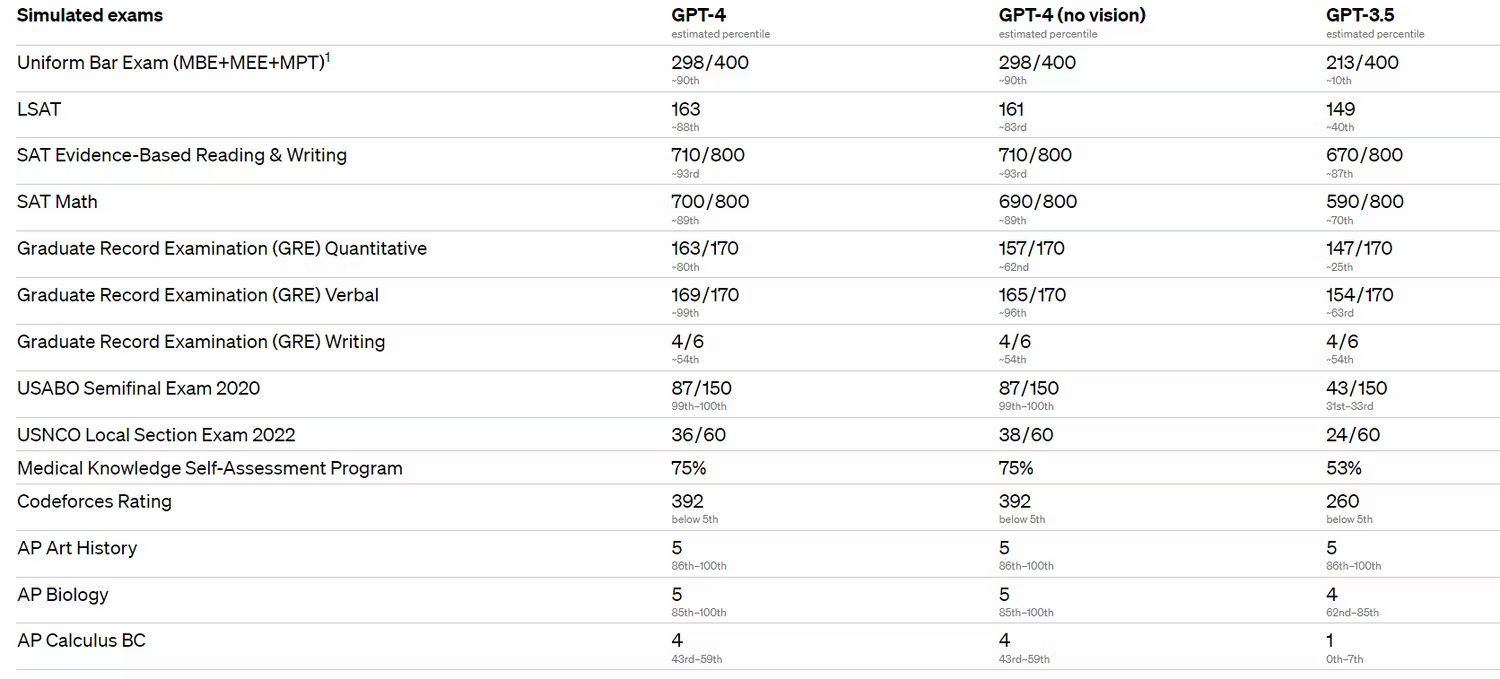 Simulated exams GPT-4 GPT-4 (no vision) GPT-3.5
estimated percentile estimated percentile estimated percentile
Uniform Bar Exam (MBE+MEE+MPT)1 298/400 298/400 213/400
~90th ~90th ~10th
LSAT 163 161 149
~88th ~83rd ~40th
SAT Evidence-Based Reading & Writing 710/800 710/800 670/800
~93rd ~93rd ~87th
SAT Math 700/800 690/800 590/800
~89th ~89th ~70th
Graduate Record Examination (GRE) Quantitative 163/170 157/170 147/170
~80th ~62nd ~25th
Graduate Record Examination (GRE) Verbal 169/170 165/170 154/170
~99th ~96th ~63rd
Graduate Record Examination (GRE) Writing 4/6 4/6 4/6
~54th ~54th ~54th
USABO Semifinal Exam 2020 87/150 87/150 43/150
99th–100th 99th–100th 31st–33rd
USNCO Local Section Exam 2022 36/60 38/60 24/60
Medical Knowledge Self-Assessment Program 75% 75% 53%
Codeforces Rating 392 392 260
below 5th below 5th below 5th
AP Art History 5 5 5
86th–100th 86th–100th 86th–100th
AP Biology 5 5 4
85th–100th 85th–100th 62nd–85th
AP Calculus BC 4 4 1
43rd–59th 43rd–59th 0th–7th